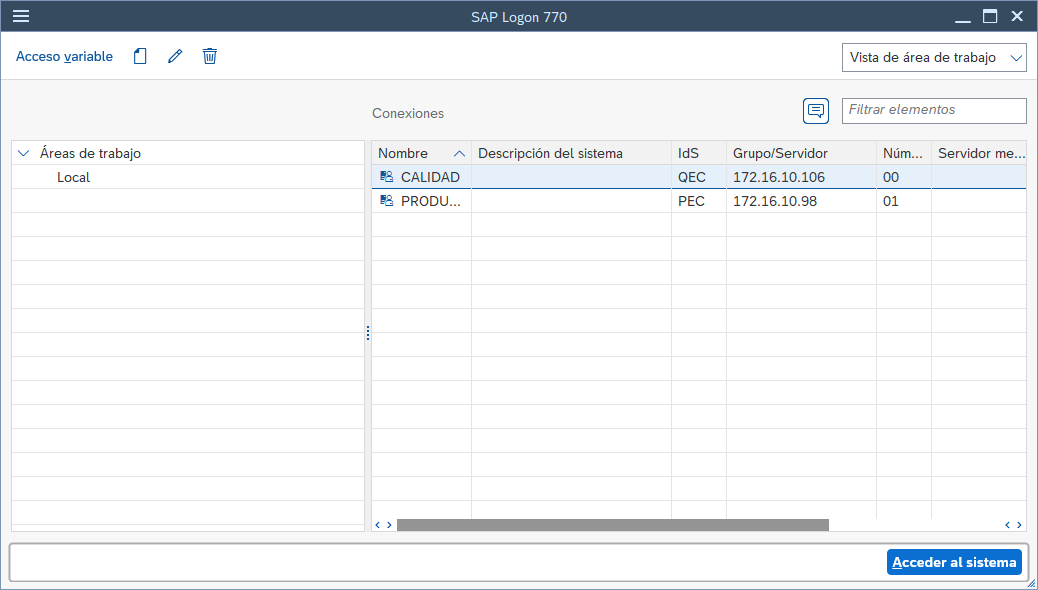 SAP Logon 770
Acceso variable
Vista de área de trabajo
Conexiones
Filtrar elementos
Áreas de trabajo
Local
Nombre Descripción del sistema IdS Grupo/Servidor Núm... Servidor me...
CALIDAD QEC 172.16.10.106 00
PRODU... PEC 172.16.10.98 01
Acceder al sistema